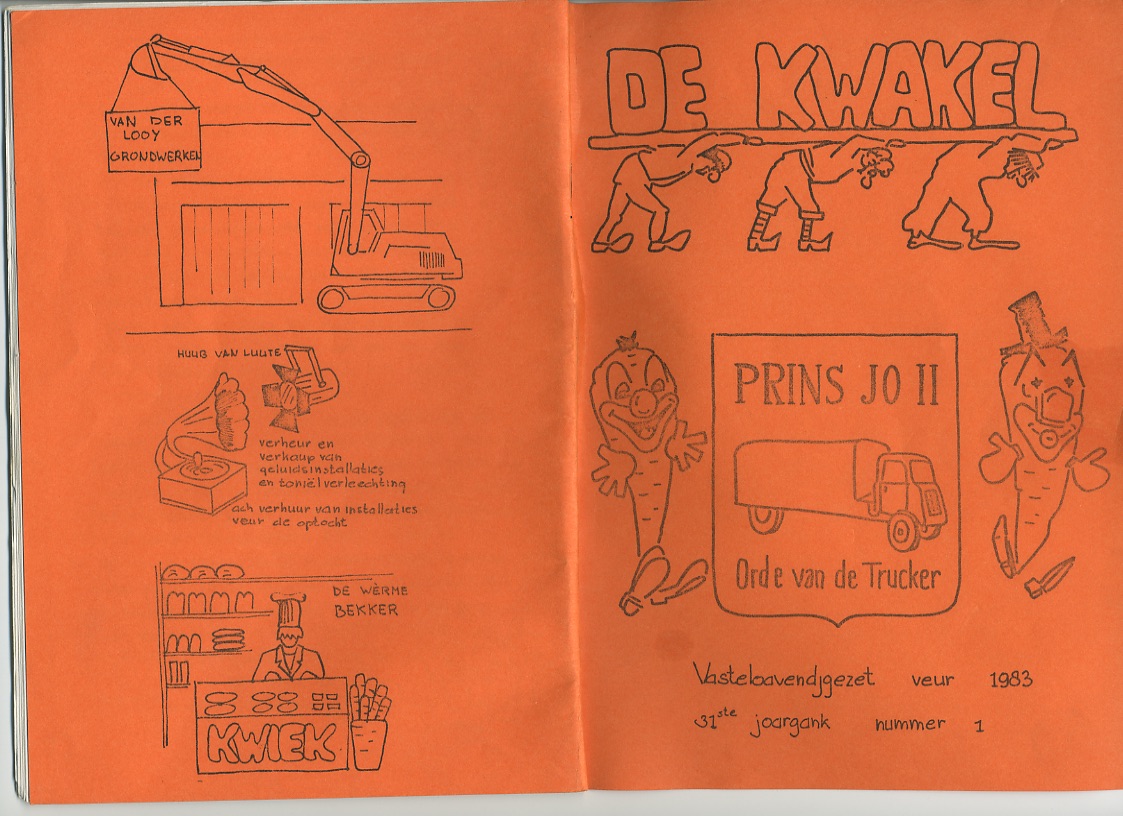 VAN DER
LOOY
GRONDWERKEN
HUUB VAN LUUTE
verheur en
verkaup van
geluidsinstallaties
en toniël verleechting
ach verhuur van installaties
veur de optocht
DE WÈRME
BEKKER
KWIEK
DE KWAKEL
PRINS JO II
Orde van de Trucker
Vasteloavendjgezet veur 1983
31ste joargank nummer 1